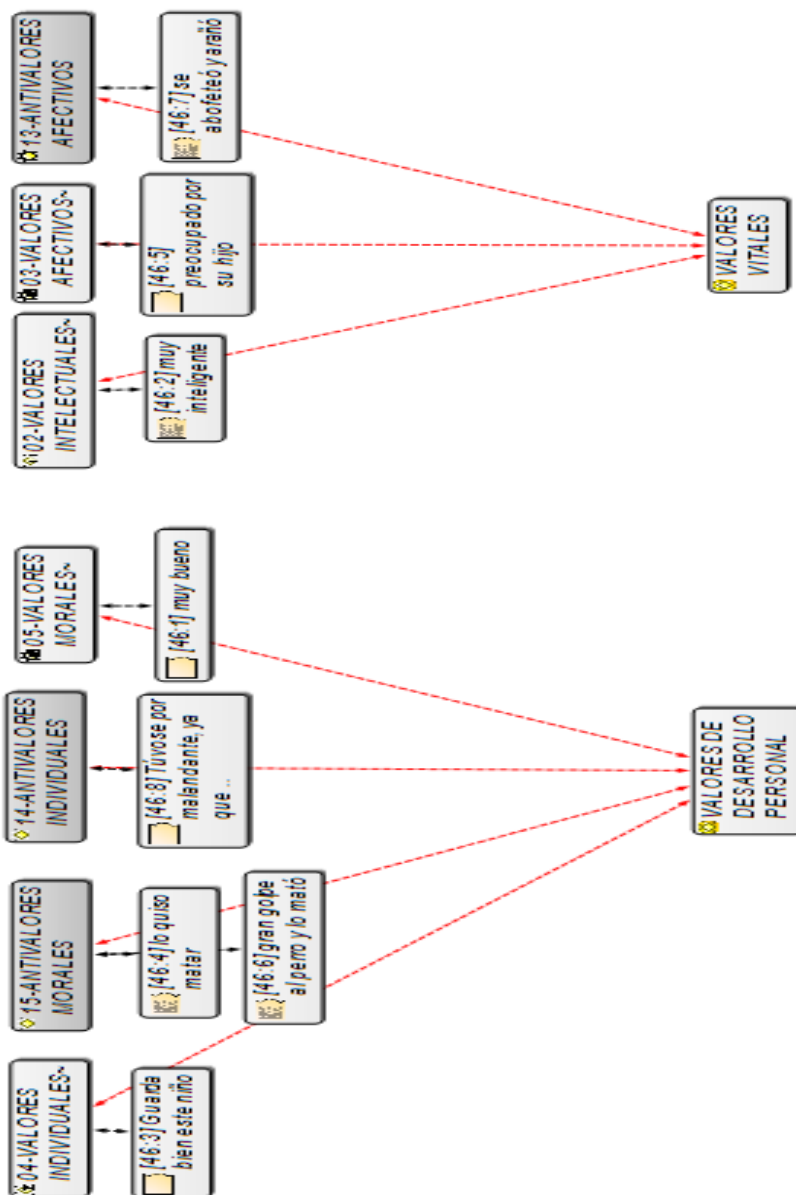 04-VALORES
INDIVIDUALES~
15-ANTIVALORES
MORALES
14-ANTIVALORES
INDIVIDUALES
05-VALORES
MORALES~
02-VALORES
INTELECTUALES~
03-VALORES
AFECTIVOS~
13-ANTIVALORES
AFECTIVOS
[46:3] Guarda
bien este niño
[46:4] lo quiso
matar
[46:8] Túvose por
malandante, ya
que ..
[46:1] muy bueno
[46:2] muy
inteligente
[46:5]
preocupado por
su hijo
[46:7] se
abofeteó y arañó
[46:6] gran golpe
al perro y lo mató
VALORES DE
DESARROLLO
PERSONAL
VALORES
VITALES